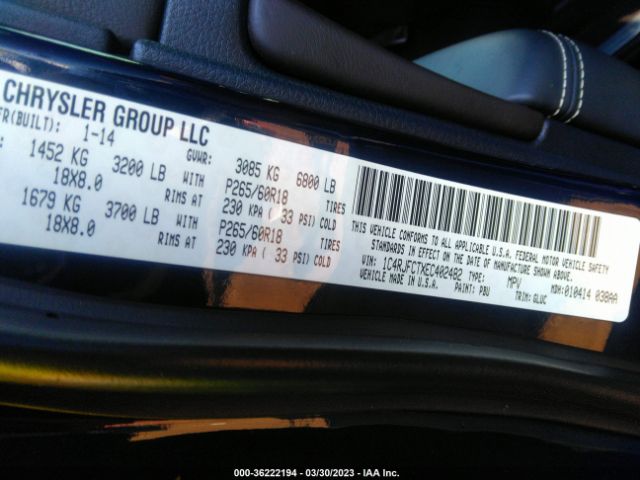 CHRYSLER GROUP LLC
FR(BUILT): 1-14 GVWR: 3085 KG 6800 LB
1452 KG 3200 LB WITH P265/60R18 TIRES
18X8.0 RIMS AT 230 KPA ( 33 PSI) COLD
1679 KG 3700 LB WITH P265/60R18 TIRES
18X8.0 RIMS AT 230 KPA ( 33 PSI) COLD
THIS VEHICLE CONFORMS TO ALL APPLICABLE U.S.A. FEDERAL MOTOR VEHICLE SAFETY
STANDARDS IN EFFECT ON THE DATE OF MANUFACTURE SHOWN ABOVE.
VIN: 1C4RJFCTXEC402482 TYPE: MPV MDH: 010414 038AA
VEHICLE MADE IN U.S.A. PAINT: PBU TRIM: GLUC
000-36222194 - 03/30/2023 - IAAI.COM